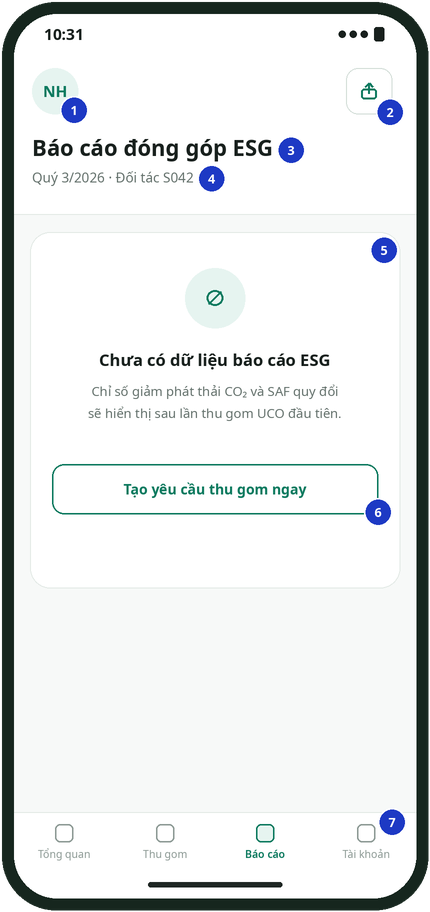 10:31
NH
1
2
Báo cáo đóng góp ESG 3
Quý 3/2026 · Đối tác S042 4
5
Chưa có dữ liệu báo cáo ESG
Chỉ số giảm phát thải CO₂ và SAF quy đổi
sẽ hiển thị sau lần thu gom UCO đầu tiên.
Tạo yêu cầu thu gom ngay
6
7
Tổng quan Thu gom Báo cáo Tài khoản